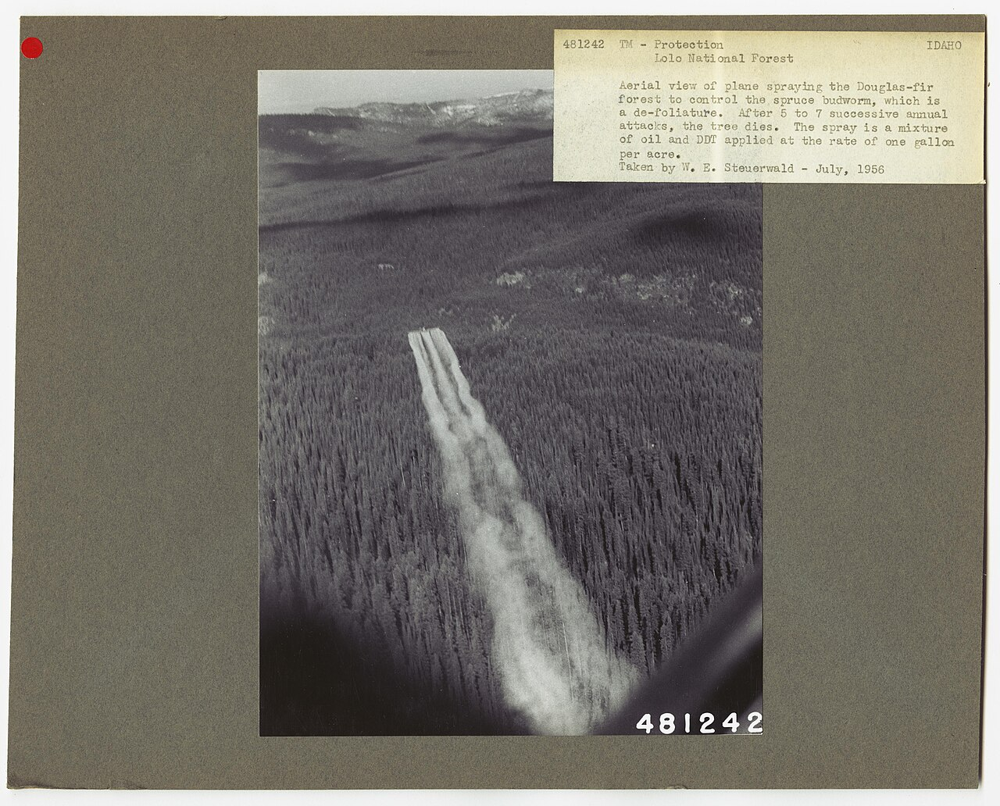 481242 TM - Protection IDAHO
Lolo National Forest
Aerial view of plane spraying the Douglas-fir
forest to control the spruce budworm, which is
a de-foliature. After 5 to 7 successive annual
attacks, the tree dies. The spray is a mixture
of oil and DDT applied at the rate of one gallon
per acre.
Taken by W. E. Steuerwald - July, 1956
481242